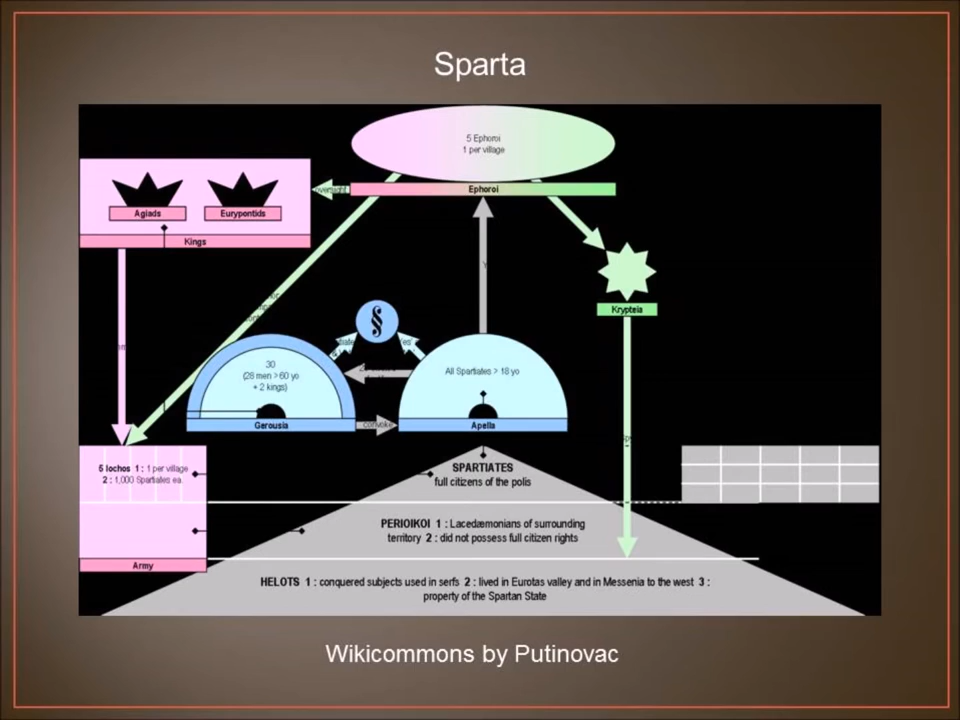 Sparta
5 Ephoroi
1 per village
Ephoroi
Agiads
Eurypontids
Kings
§
Krypteia
30
(28 men > 60 yo
+ 2 kings)
Gerousia
convoke
All Spartiates > 18 yo
Apella
5 lochos 1 : 1 per village
2 : 1,000 Spartiates ea.
Army
SPARTIATES
full citizens of the polis
PERIOIKOI 1 : Lacedæmonians of surrounding
territory 2 : did not possess full citizen rights
HELOTS 1 : conquered subjects used in serfs 2 : lived in Eurotas valley and in Messenia to the west 3 :
property of the Spartan State
Wikicommons by Putinovac